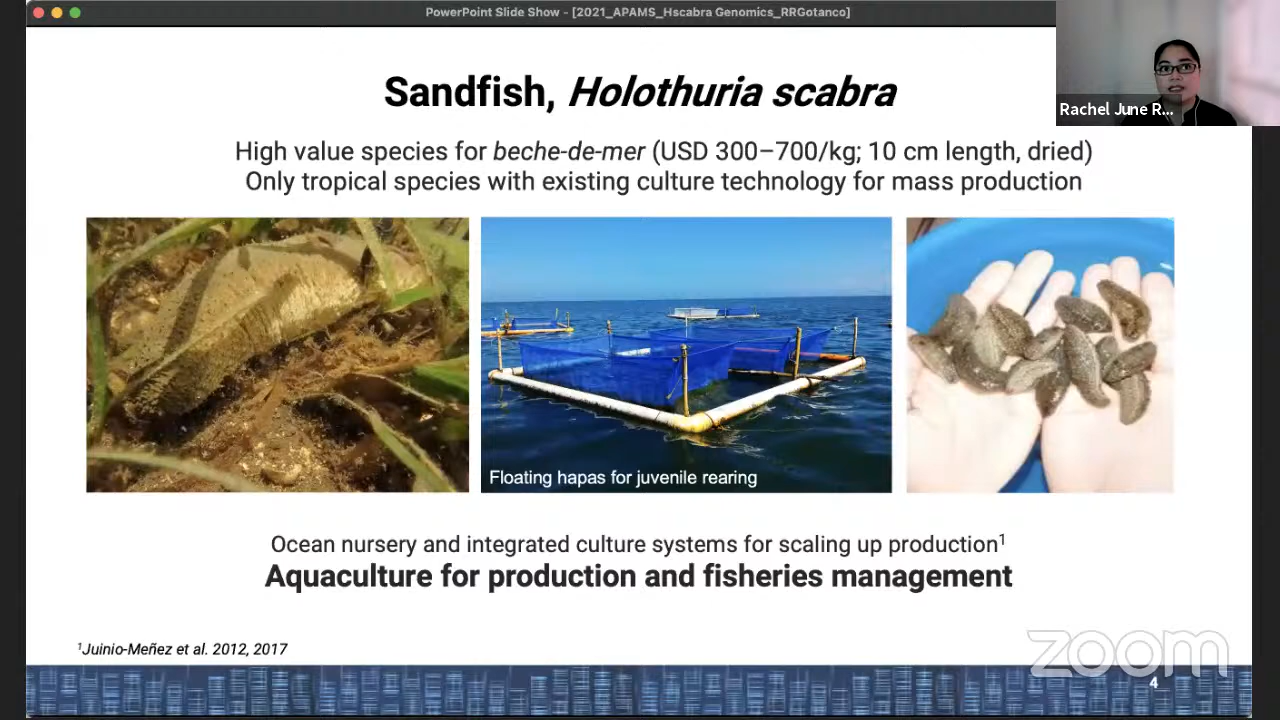 PowerPoint Slide Show - [2021_APAMS_Hscabra Genomics_RRGotanco]
Rachel June R...
Sandfish, Holothuria scabra
High value species for beche-de-mer (USD 300–700/kg; 10 cm length, dried)
Only tropical species with existing culture technology for mass production
Floating hapas for juvenile rearing
Ocean nursery and integrated culture systems for scaling up production¹
Aquaculture for production and fisheries management
¹Juinio-Meñez et al. 2012, 2017
zoom
4